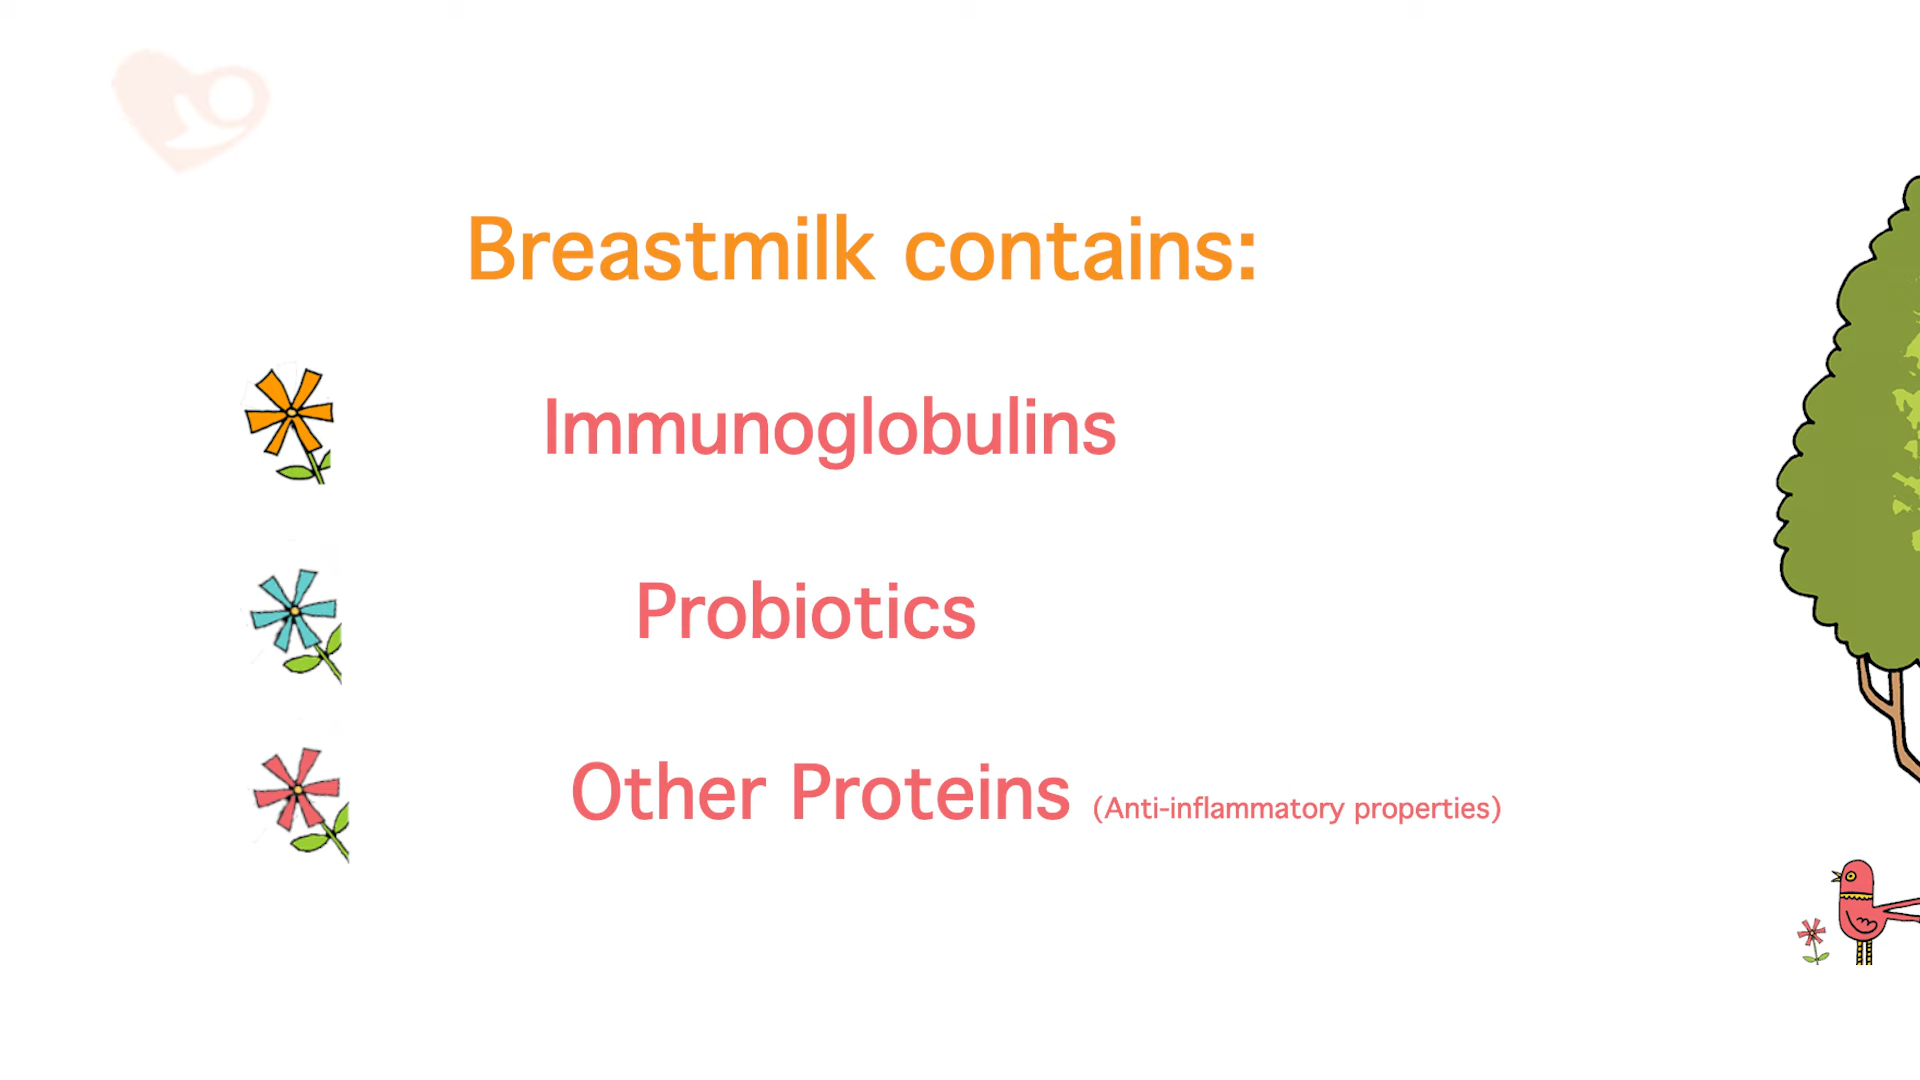 Breastmilk contains:
Immunoglobulins
Probiotics
Other Proteins (Anti-inflammatory properties)